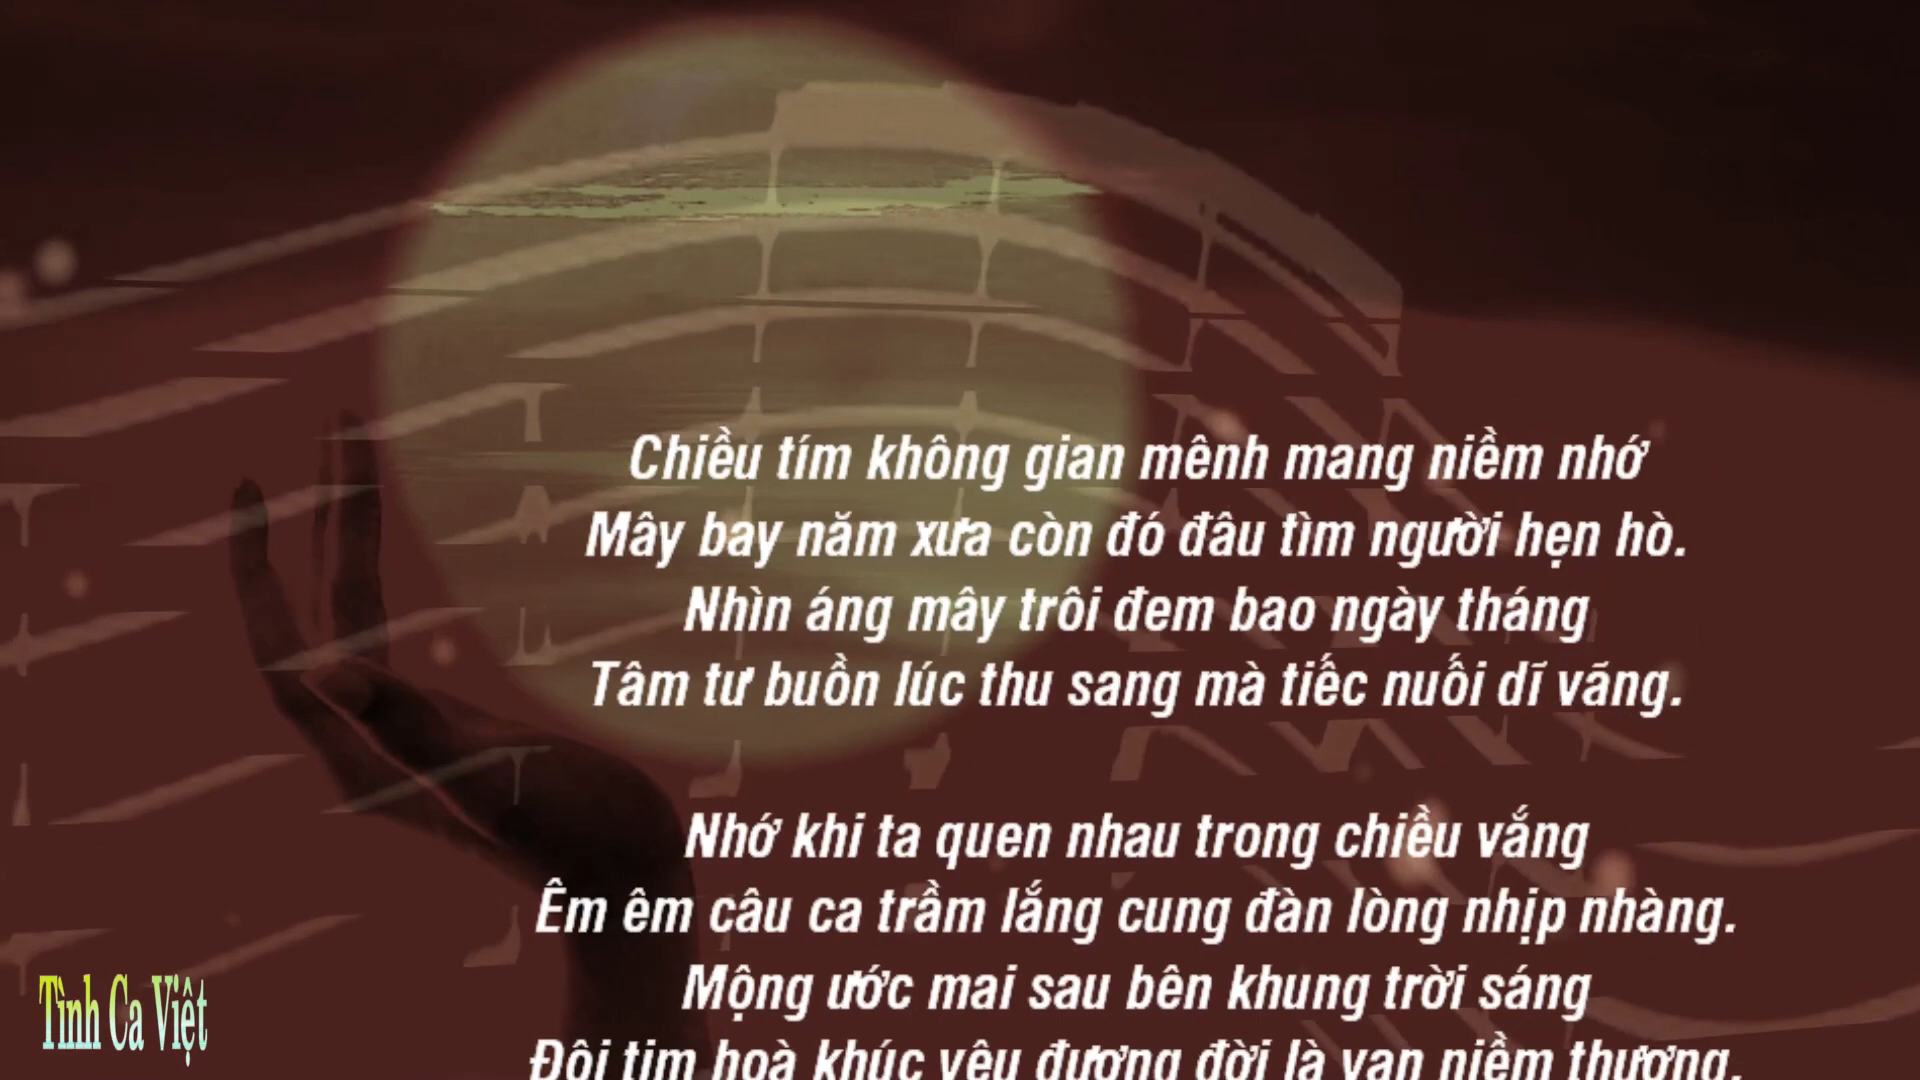 Chiều tím không gian mênh mang niềm nhớ
Mây bay năm xưa còn đó đâu tìm người hẹn hò.
Nhìn áng mây trôi đem bao ngày tháng
Tâm tư buồn lúc thu sang mà tiếc nuối dĩ vãng.
Nhớ khi ta quen nhau trong chiều vắng
Êm êm câu ca trầm lắng cung đàn lòng nhịp nhàng.
Mộng ước mai sau bên khung trời sáng
Đôi tim hoà khúc yêu đương đời là vạn niềm thương.
Tình Ca Việt